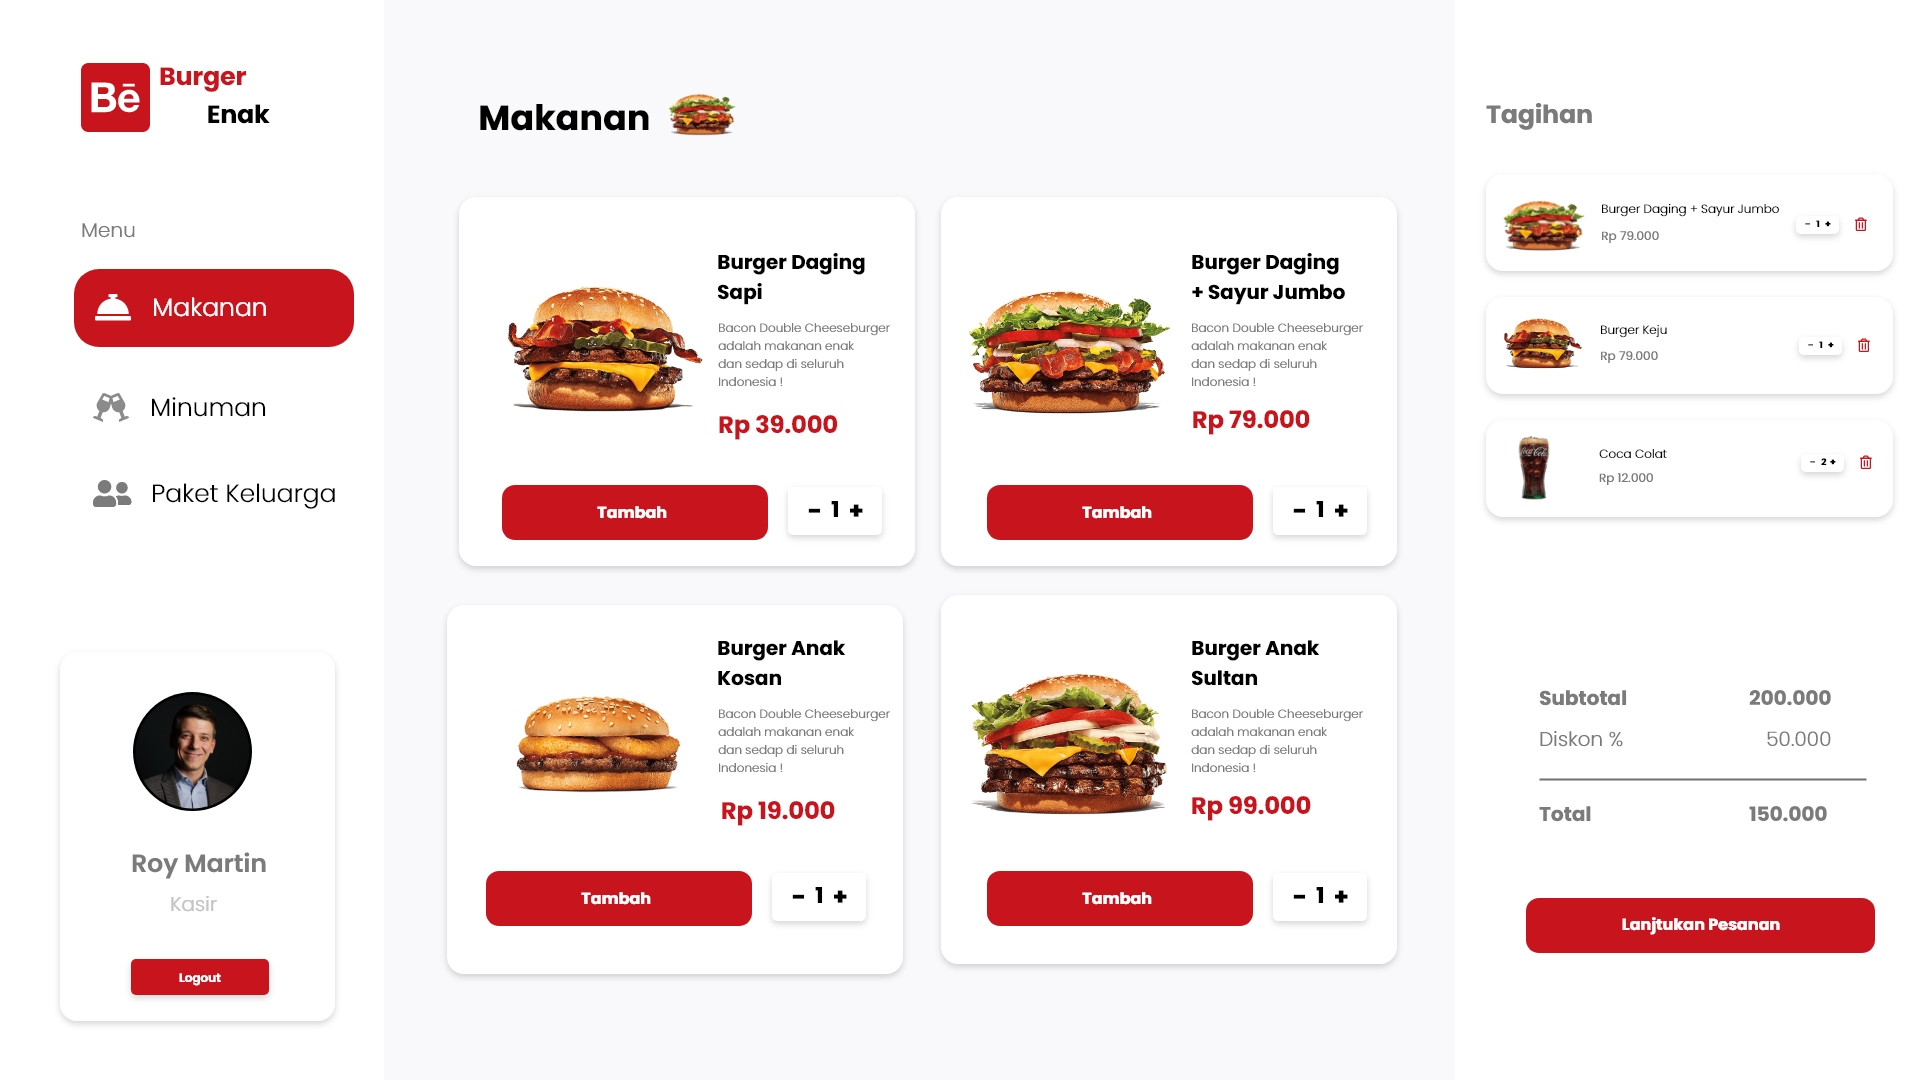 Bē
Burger
Enak
Menu
Makanan
Minuman
Paket Keluarga
Roy Martin
Kasir
Logout
Makanan
Burger Daging
Sapi
Bacon Double Cheeseburger
adalah makanan enak
dan sedap di seluruh
Indonesia !
Rp 39.000
Tambah
- 1 +
Burger Daging
+ Sayur Jumbo
Bacon Double Cheeseburger
adalah makanan enak
dan sedap di seluruh
Indonesia !
Rp 79.000
Tambah
- 1 +
Burger Anak
Kosan
Bacon Double Cheeseburger
adalah makanan enak
dan sedap di seluruh
Indonesia !
Rp 19.000
Tambah
- 1 +
Burger Anak
Sultan
Bacon Double Cheeseburger
adalah makanan enak
dan sedap di seluruh
Indonesia !
Rp 99.000
Tambah
- 1 +
Tagihan
Burger Daging + Sayur Jumbo
Rp 79.000
- 1 +
Burger Keju
Rp 79.000
- 1 +
Coca Cola
Coca Colat
Rp 12.000
- 2 +
Subtotal 200.000
Diskon % 50.000
Total 150.000
Lanjtukan Pesanan